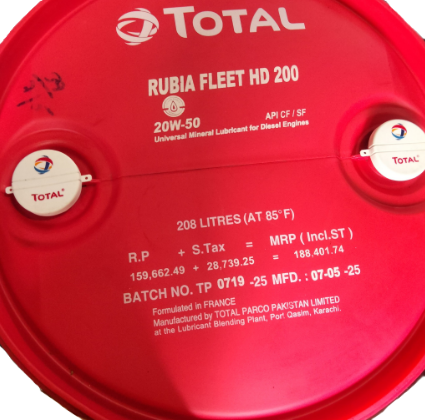 TOTAL
RUBIA FLEET HD 200
20W-50 API CF / SF
Universal Mineral Lubricant for Diesel Engines
TOTAL
TOTAL
208 LITRES (AT 85°F)
R.P + S.Tax = MRP ( Incl.ST )
159,662.49 + 28,739.25 = 188,401.74
BATCH NO. TP 0719 -25 MFD. : 07-05 -25
Formulated in FRANCE
Manufactured by TOTAL PARCO PAKISTAN LIMITED
at the Lubricant Blending Plant, Port Qasim, Karachi.